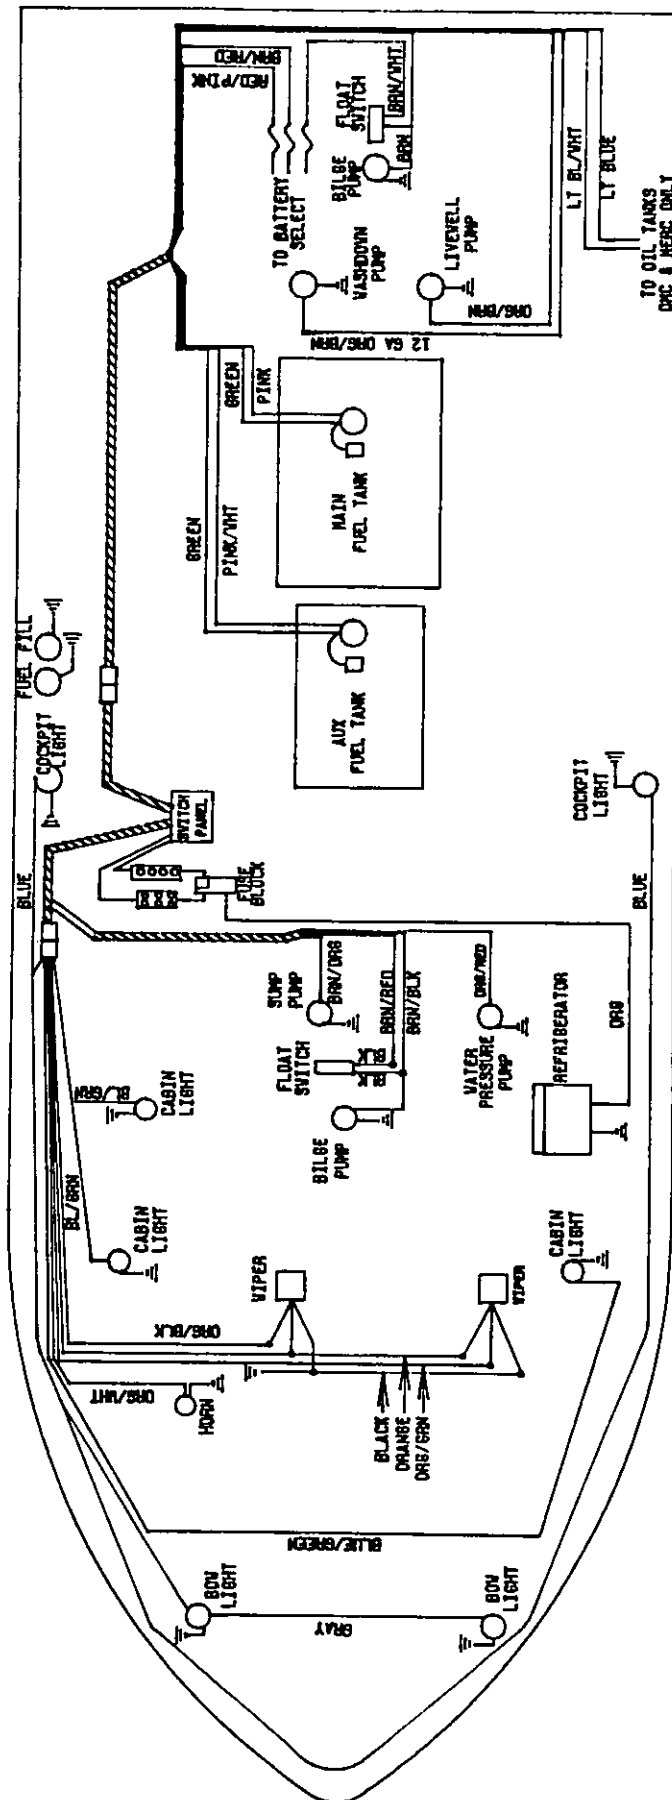 BRN/RED
RED/PINK
TO BATTERY
SELECT
FLOAT
SWITCH
BRN/WHT
BILGE
PUMP
BRN
WASHDOWN
PUMP
LIVEWELL
PUMP
ORG/BRN
12 GA ORG/BRN
LT BL/WHT
LT BLUE
TO OIL TANKS
OMC & MERC ONLY
GREEN
PINK
MAIN
FUEL TANK
GREEN
PINK/WHT
AUX
FUEL TANK
FUEL FILL
COCKPIT
LIGHT
SWITCH
PANEL
FUSE
BLOCK
BLUE
COCKPIT
LIGHT
BLUE
SUMP
PUMP
BRN/ORG
BRN/RED
BRN/BLK
FLOAT
SWITCH
BILGE
PUMP
ORG/RED
WATER
PRESSURE
PUMP
REFRIGERATOR
ORG
BL/GRN
CABIN
LIGHT
BL/GRN
CABIN
LIGHT
CABIN
LIGHT
WIPER
WIPER
ORG/BLK
ORG/WHT
HORN
BLACK
ORANGE
ORG/GRN
BLUE/GREEN
BOW
LIGHT
GRAY
BOW
LIGHT